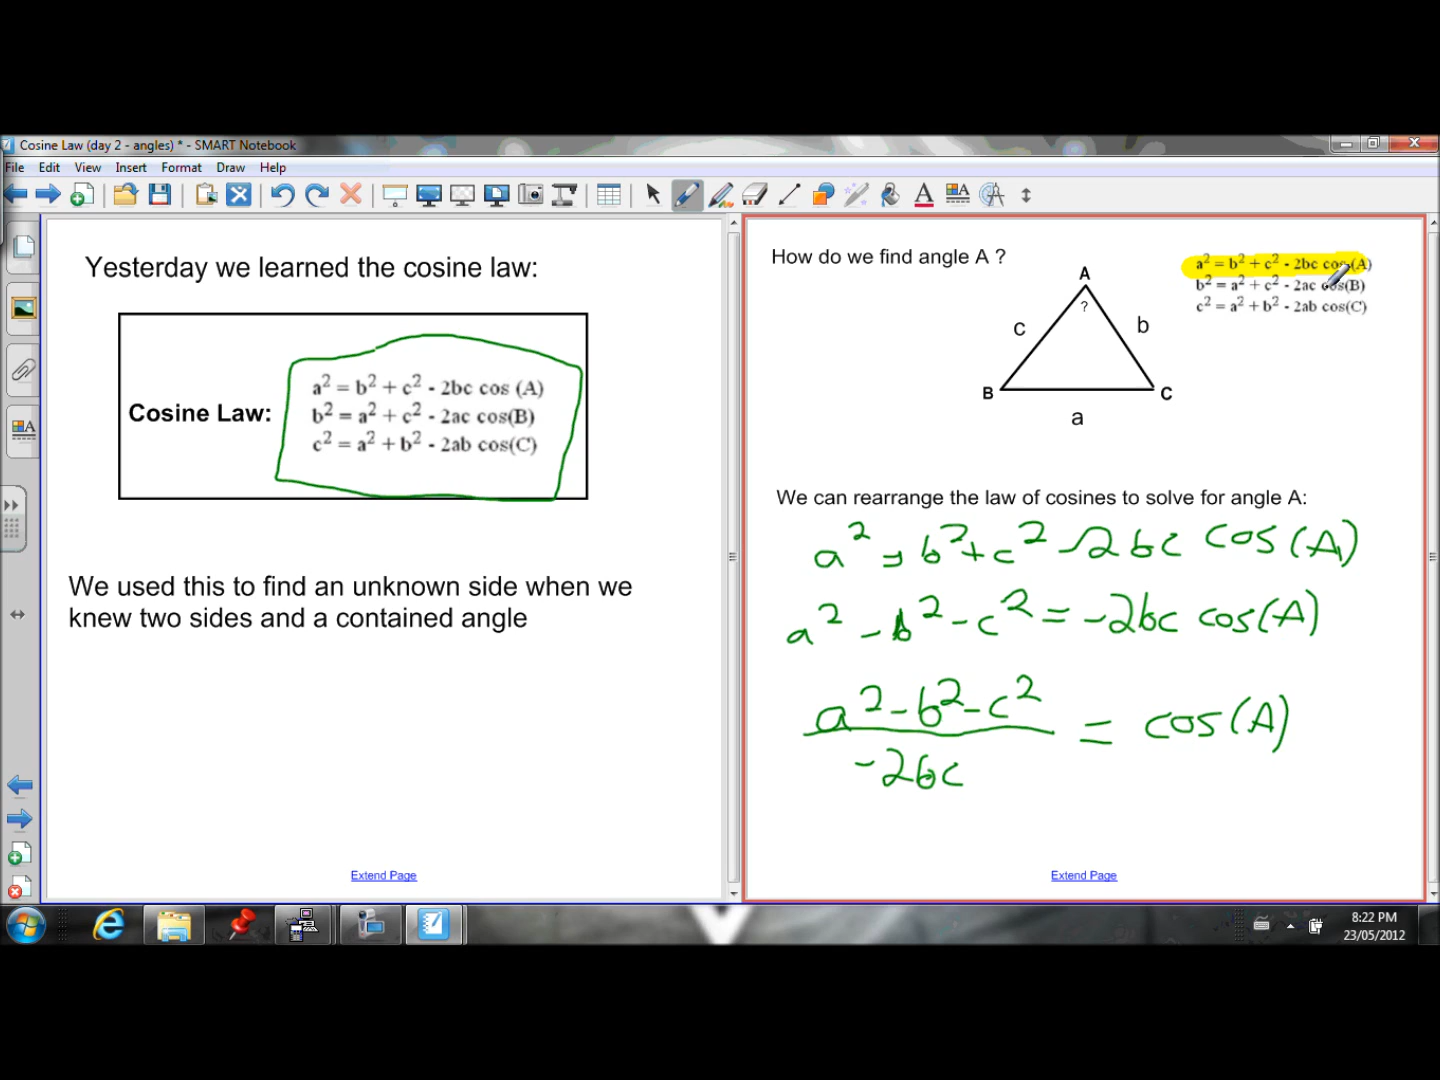 Cosine Law (day 2 - angles) * - SMART Notebook
File Edit View Insert Format Draw Help
Yesterday we learned the cosine law:
Cosine Law:
a² = b² + c² - 2bc cos (A)
b² = a² + c² - 2ac cos(B)
c² = a² + b² - 2ab cos(C)
We used this to find an unknown side when we
knew two sides and a contained angle
Extend Page
How do we find angle A ?
a² = b² + c² - 2bc cos (A)
b² = a² + c² - 2ac cos(B)
c² = a² + b² - 2ab cos(C)
A
?
c b
B C
a
We can rearrange the law of cosines to solve for angle A:
a² = b² + c² - 2bc cos(A)
a² - b² - c² = -2bc cos(A)
a² - b² - c²
= cos(A)
-2bc
Extend Page
8:22 PM
23/05/2012